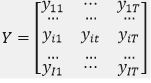 y₁₁ ⋯ y₁T
... ... ...
Y = yᵢ₁ yᵢt yᵢT
... ... ...
y_I1 ⋯ y_IT